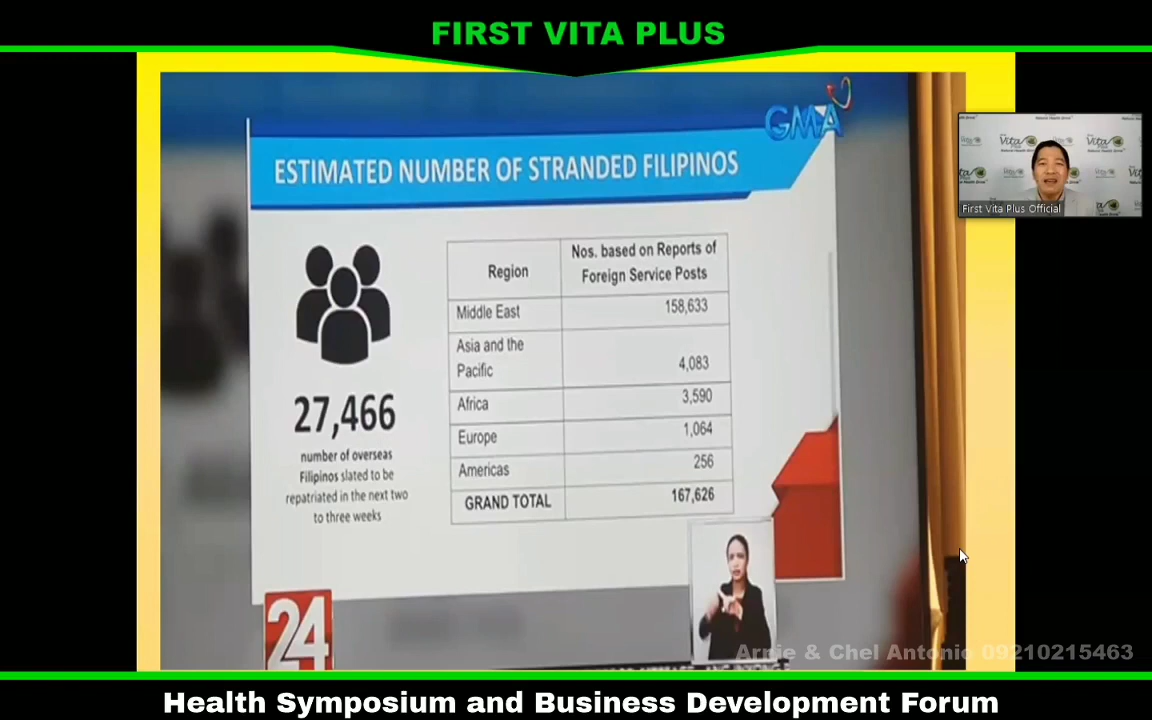 FIRST VITA PLUS
GMA
ESTIMATED NUMBER OF STRANDED FILIPINOS
Region
Nos. based on Reports of
Foreign Service Posts
Middle East
158,633
Asia and the
Pacific
4,083
Africa
3,590
Europe
1,064
Americas
256
GRAND TOTAL
167,626
27,466
number of overseas
Filipinos slated to be
repatriated in the next two
to three weeks
24
Vita
Vita
First Vita Plus Official
Arnie & Chel Antonio 09210215463
Health Symposium and Business Development Forum